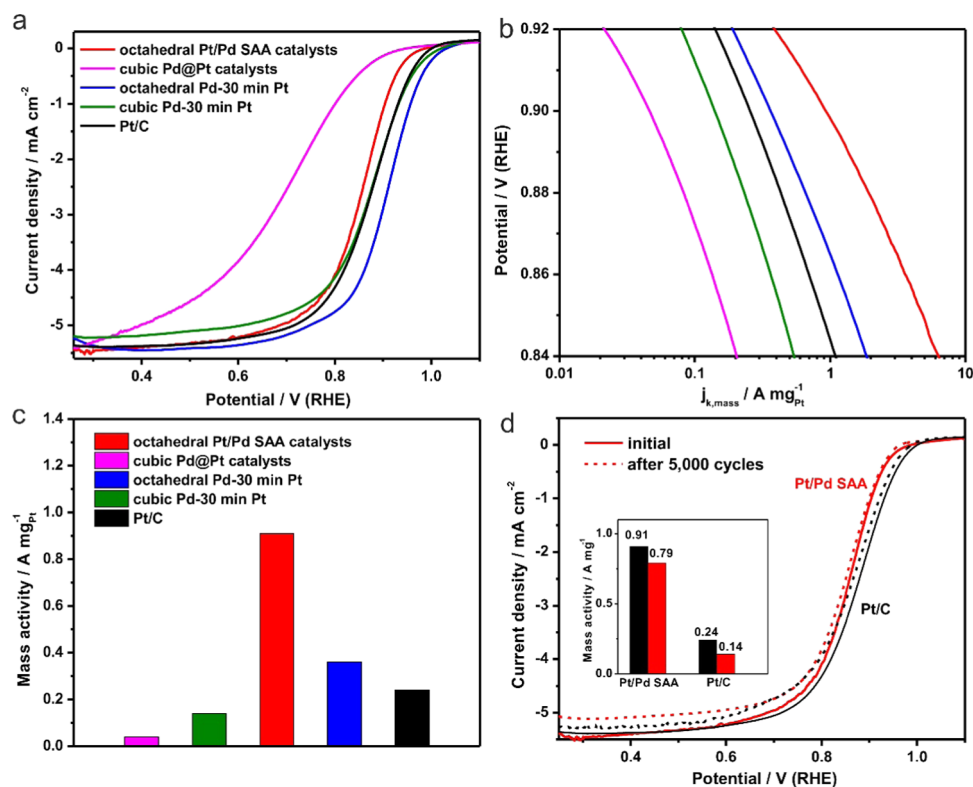 a
0
-1
-2
-3
-4
-5
Current density / mA cm⁻²
octahedral Pt/Pd SAA catalysts
cubic Pd@Pt catalysts
octahedral Pd-30 min Pt
cubic Pd-30 min Pt
Pt/C
0.4 0.6 0.8 1.0
Potential / V (RHE)
b
0.92
0.90
0.88
0.86
0.84
Potential / V (RHE)
0.01 0.1 1 10
j k,mass / A mg⁻¹ Pt
c
1.4
1.2
1.0
0.8
0.6
0.4
0.2
0.0
Mass activity / A mg⁻¹ Pt
octahedral Pt/Pd SAA catalysts
cubic Pd@Pt catalysts
octahedral Pd-30 min Pt
cubic Pd-30 min Pt
Pt/C
d
0
-1
-2
-3
-4
-5
Current density / mA cm⁻²
initial
after 5,000 cycles
Pt/Pd SAA
Pt/C
Mass activity / A mg⁻¹
1.0
0.5
0.0
0.91
0.79
0.24
0.14
Pt/Pd SAA Pt/C
0.4 0.6 0.8 1.0
Potential / V (RHE)